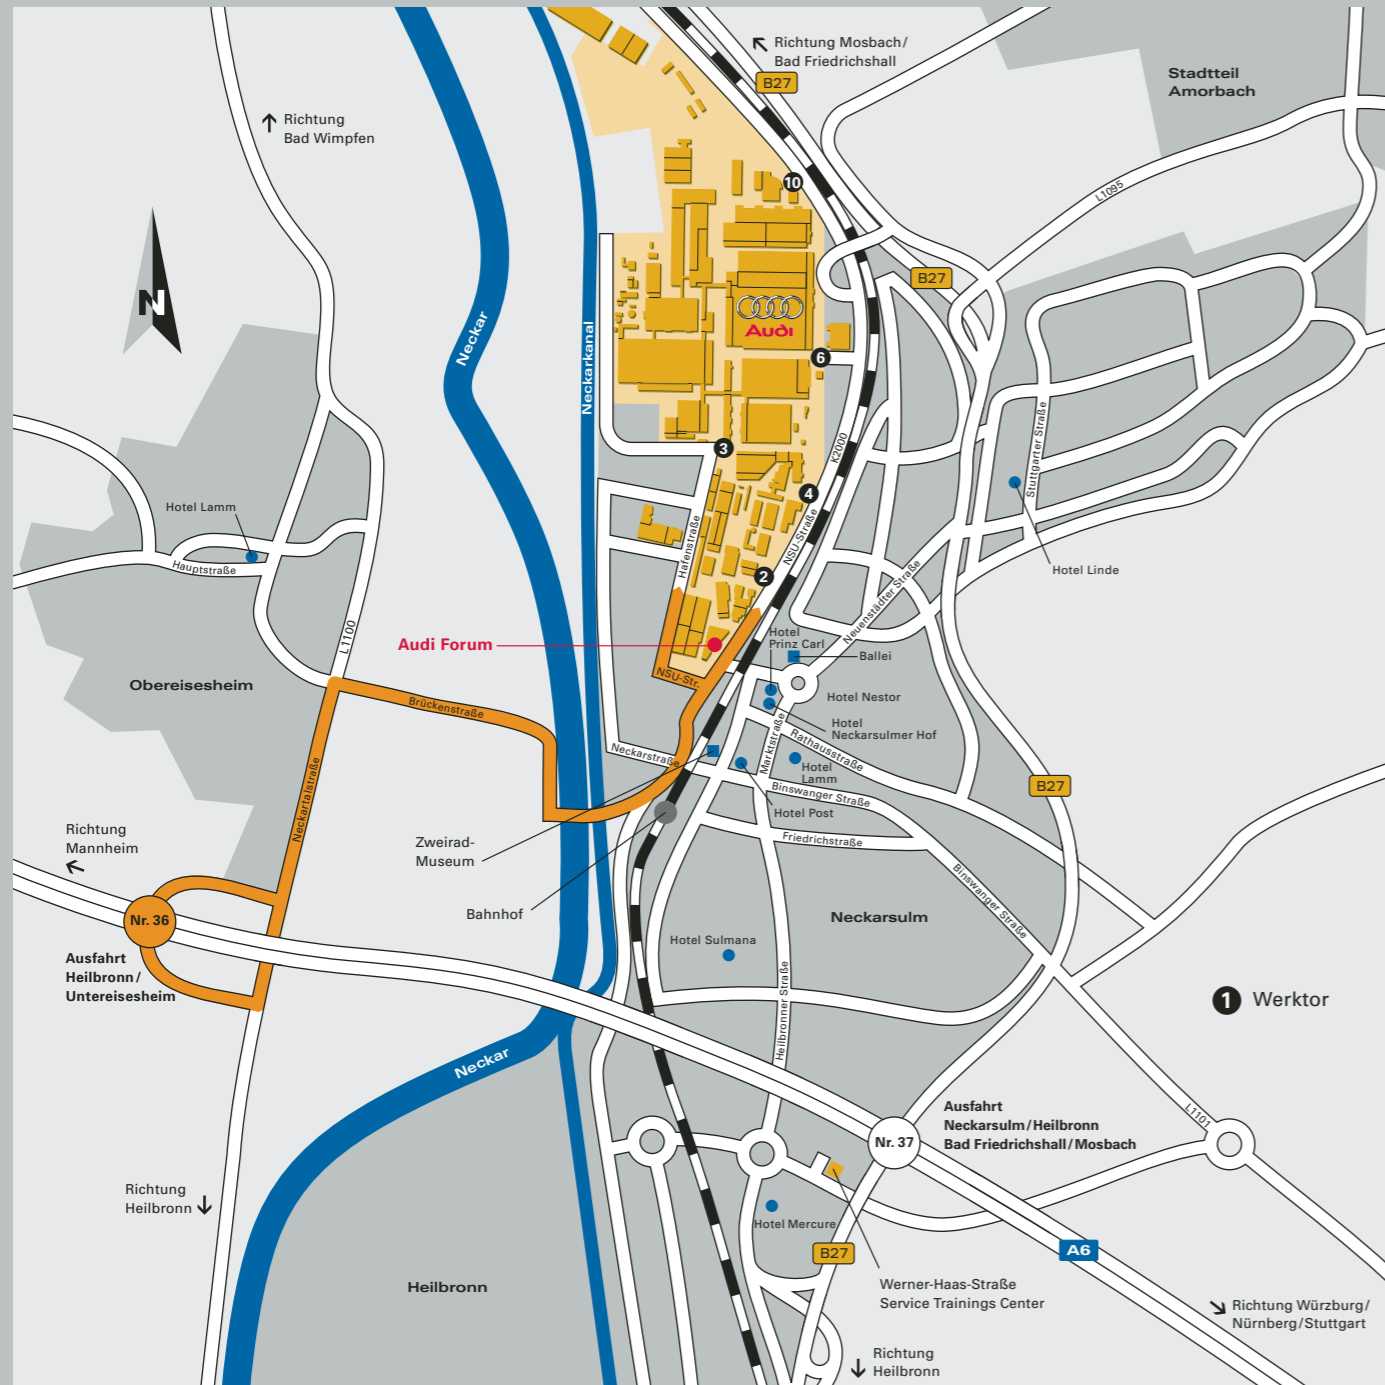 Richtung Mosbach/
Bad Friedrichshall
B27
Stadtteil
Amorbach
Richtung
Bad Wimpfen
10
L1095
N
B27
Neckar
Neckarkanal
Audi
6
K2000
Stuttgarter Straße
3
4
Hotel Lamm
Hauptstraße
Hafenstraße
NSU-Straße
2
Hotel Linde
Neuenstädter Straße
L1100
Audi Forum
Hotel
Prinz Carl
Ballei
NSU-Str.
Obereisesheim
Brückenstraße
Hotel Nestor
Hotel
Neckarsulmer Hof
Marktstraße
Rathausstraße
Neckarstraße
Hotel
Lamm
Binswanger Straße
B27
Neckartalstraße
Hotel Post
Richtung
Mannheim
Zweirad-
Museum
Friedrichstraße
Binswanger Straße
Bahnhof
Nr. 36
Neckarsulm
Hotel Sulmana
Ausfahrt
Heilbronn/
Untereisesheim
Heilbronner Straße
1 Werktor
Neckar
Ausfahrt
Neckarsulm/Heilbronn
Bad Friedrichshall/Mosbach
Nr. 37
L1101
Richtung
Heilbronn
Hotel Mercure
B27
A6
Heilbronn
Werner-Haas-Straße
Service Trainings Center
Richtung Würzburg/
Nürnberg/Stuttgart
Richtung
Heilbronn